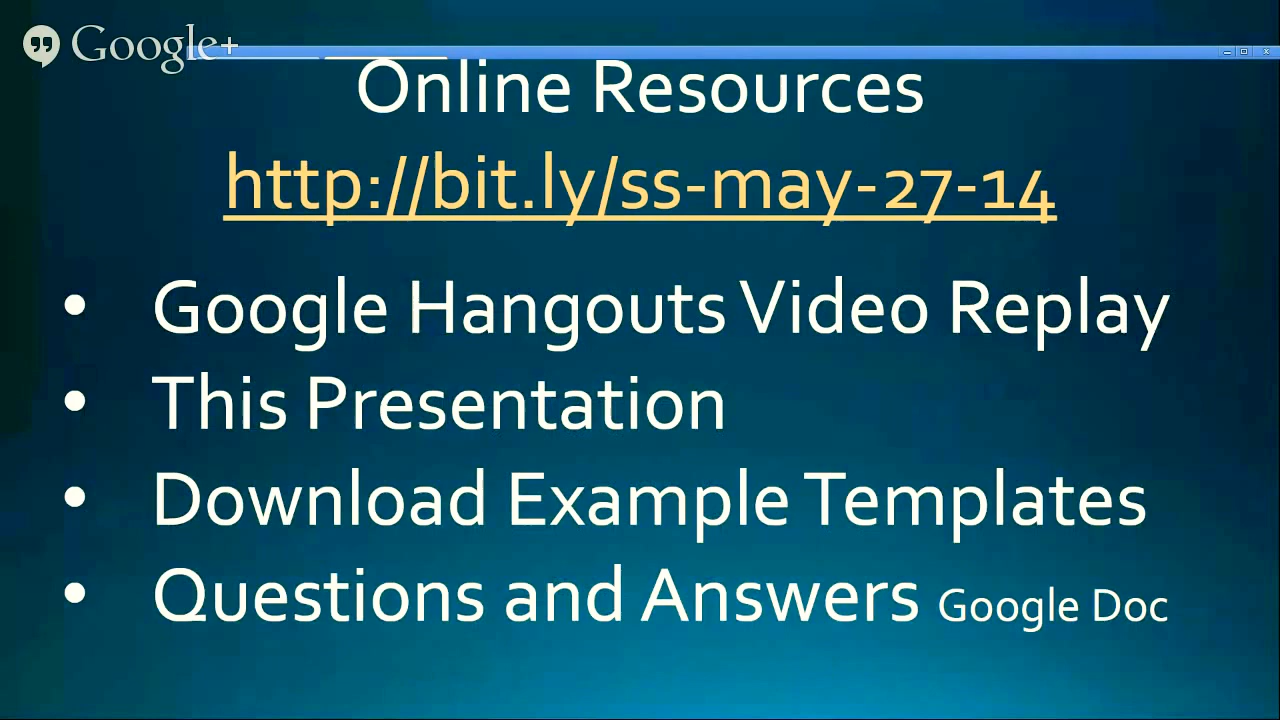 Google+
Online Resources
http://bit.ly/ss-may-27-14
• Google Hangouts Video Replay
• This Presentation
• Download Example Templates
• Questions and Answers Google Doc